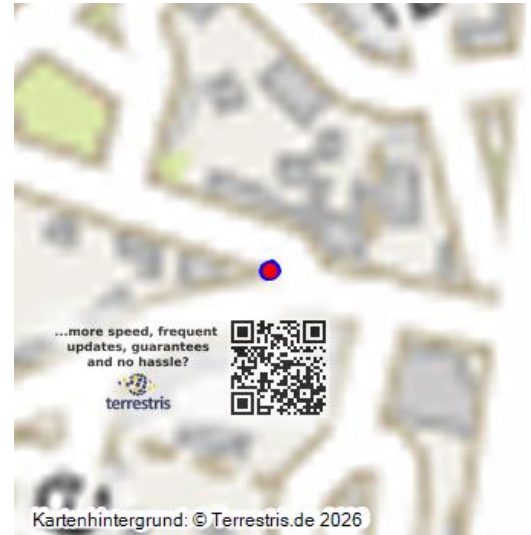 ...more speed, frequent
updates, guarantees
and no hassle?
terrestris
Kartenhintergrund: © Terrestris.de 2026